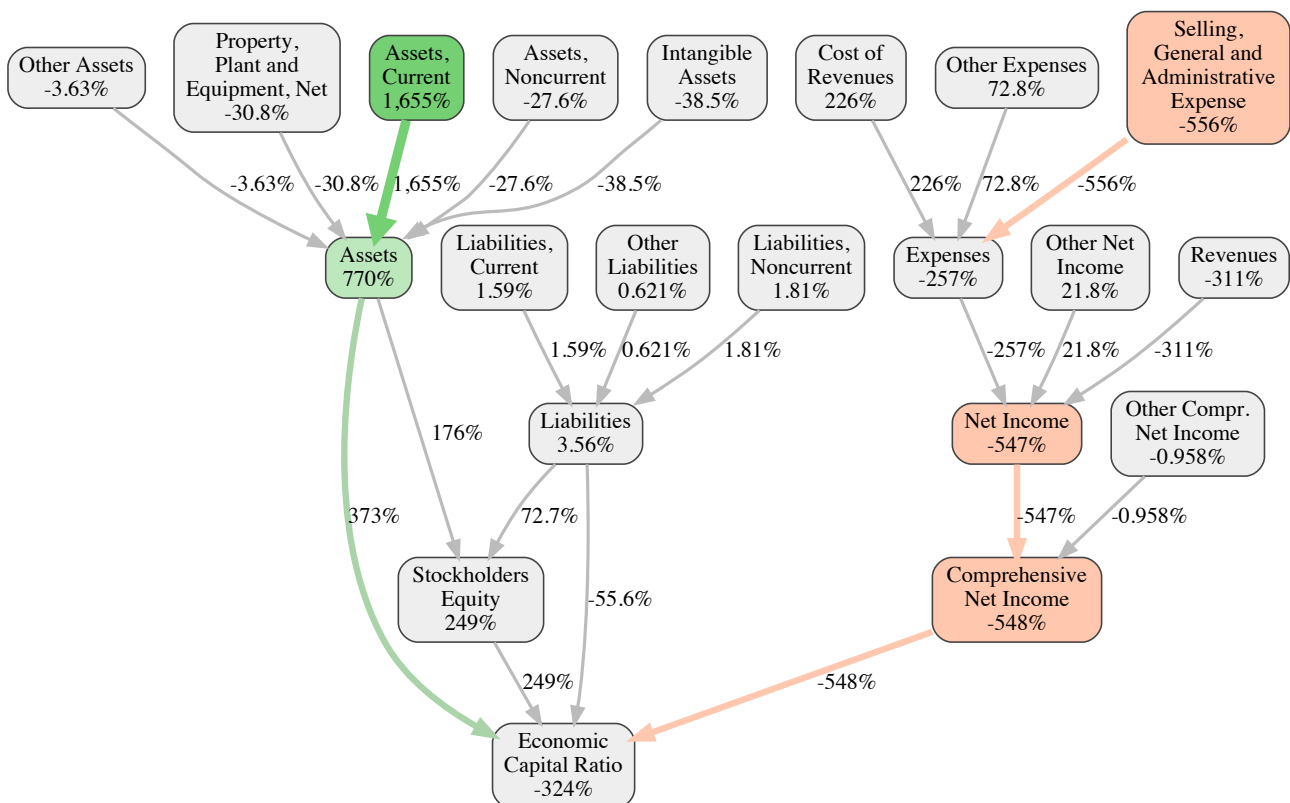 Other Assets
-3.63%
Property,
Plant and
Equipment, Net
-30.8%
Assets,
Current
1,655%
Assets,
Noncurrent
-27.6%
Intangible
Assets
-38.5%
Cost of
Revenues
226%
Other Expenses
72.8%
Selling,
General and
Administrative
Expense
-556%
-3.63%
-30.8%
1,655%
-27.6%
-38.5%
226%
72.8%
-556%
Assets
770%
Liabilities,
Current
1.59%
Other
Liabilities
0.621%
Liabilities,
Noncurrent
1.81%
Expenses
-257%
Other Net
Income
21.8%
Revenues
-311%
1.59%
0.621%
1.81%
-257%
21.8%
-311%
176%
Liabilities
3.56%
Net Income
-547%
Other Compr.
Net Income
-0.958%
373%
72.7%
-547%
-0.958%
Stockholders
Equity
249%
-55.6%
Comprehensive
Net Income
-548%
249%
-548%
Economic
Capital Ratio
-324%